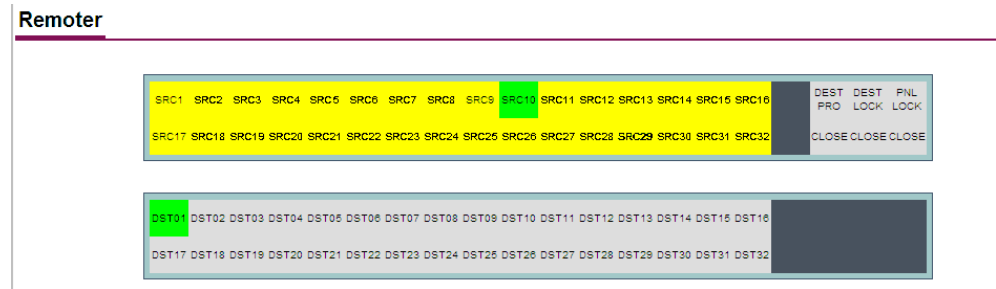 Remoter
SRC1 SRC2 SRC3 SRC4 SRC5 SRC6 SRC7 SRC8 SRC9 SRC10 SRC11 SRC12 SRC13 SRC14 SRC15 SRC16 DEST PRO DEST LOCK PNL LOCK
SRC17 SRC18 SRC19 SRC20 SRC21 SRC22 SRC23 SRC24 SRC25 SRC26 SRC27 SRC28 SRC29 SRC30 SRC31 SRC32 CLOSE CLOSE CLOSE
DST01 DST02 DST03 DST04 DST05 DST06 DST07 DST08 DST09 DST10 DST11 DST12 DST13 DST14 DST15 DST16
DST17 DST18 DST19 DST20 DST21 DST22 DST23 DST24 DST25 DST26 DST27 DST28 DST29 DST30 DST31 DST32